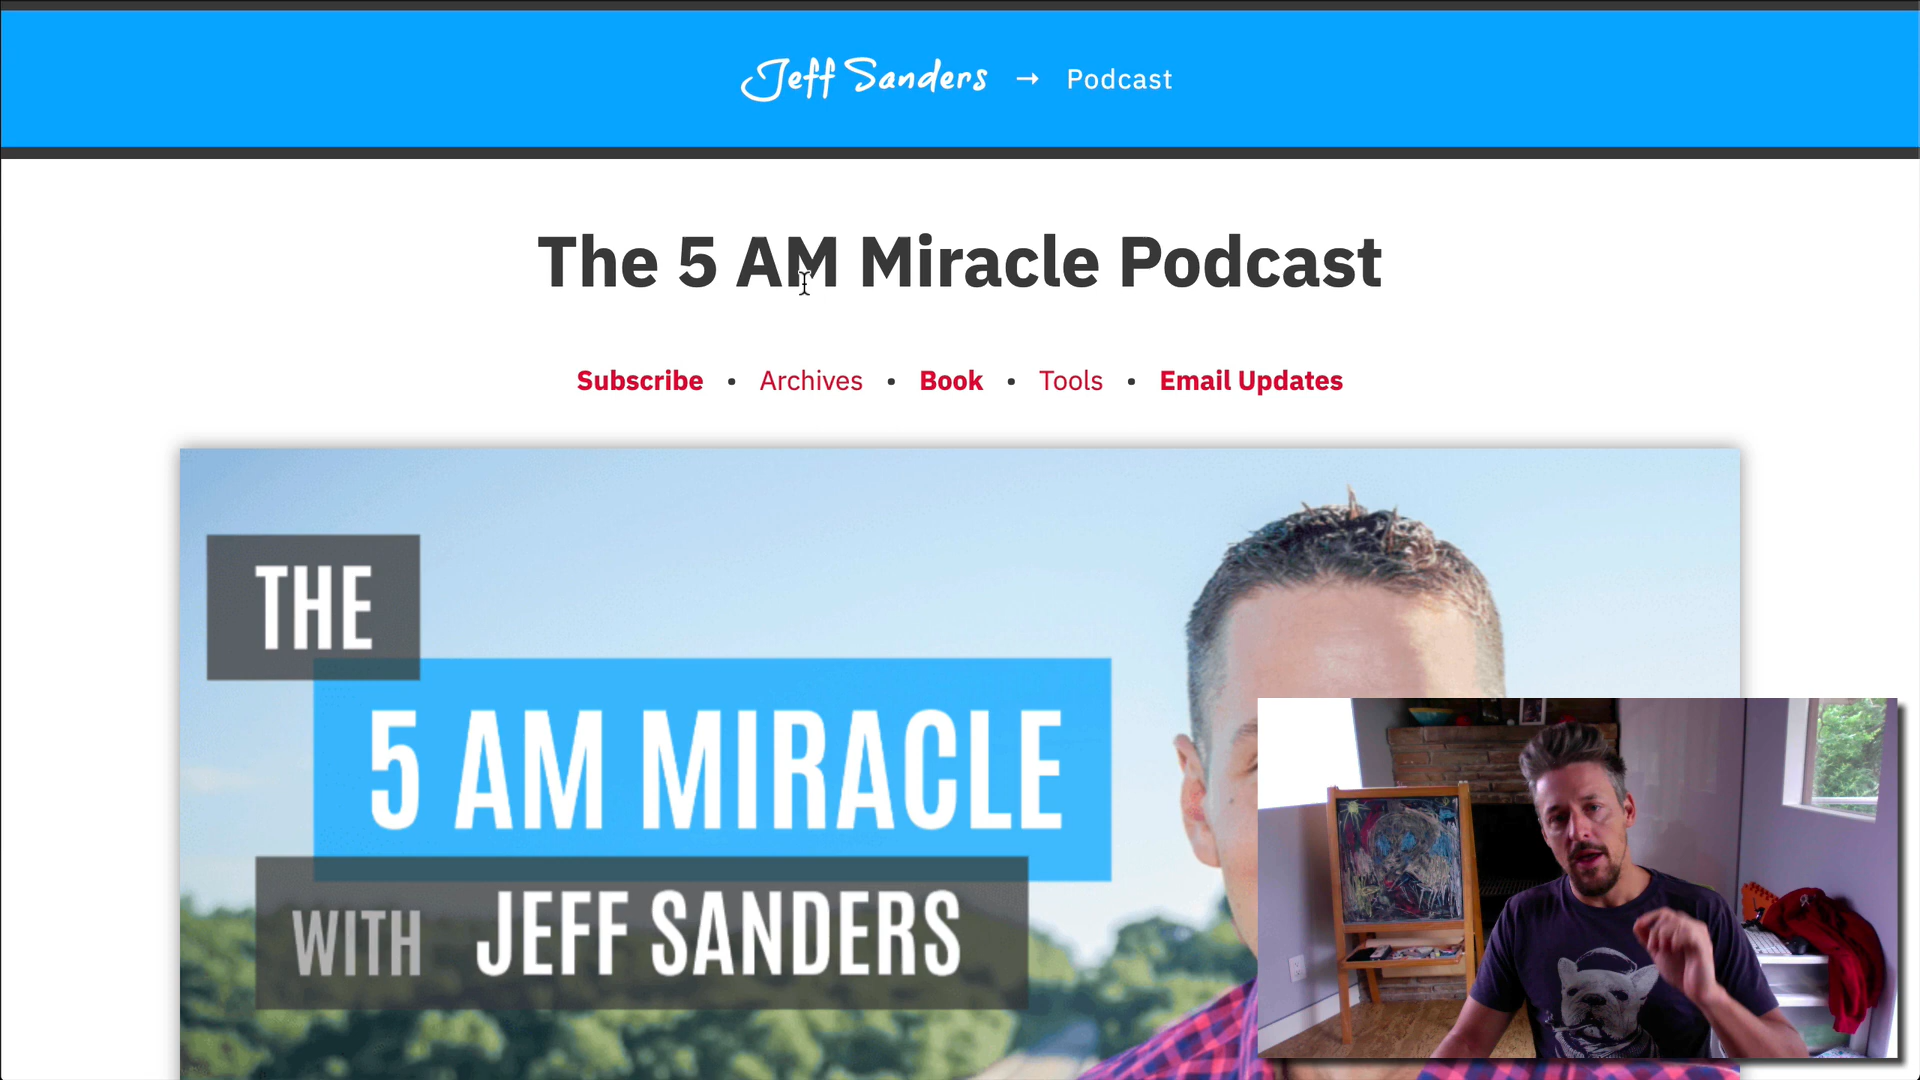 Jeff Sanders → Podcast
The 5 AM Miracle Podcast
Subscribe • Archives • Book • Tools • Email Updates
THE
5 AM MIRACLE
WITH JEFF SANDERS